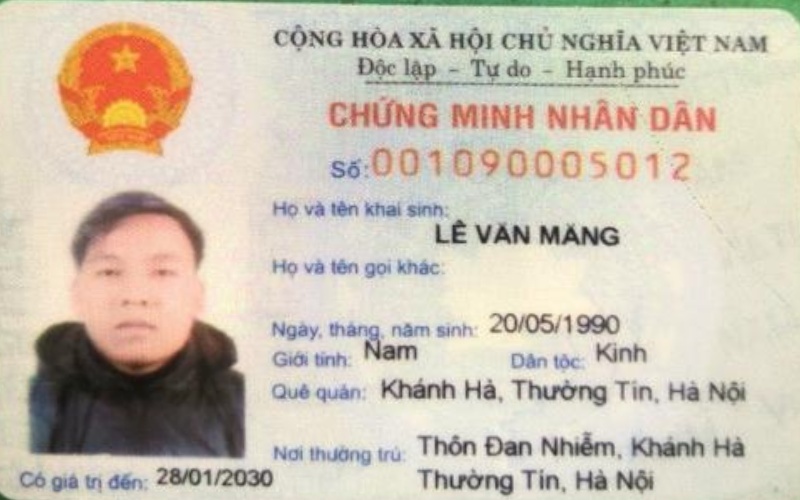 CỘNG HÒA XÃ HỘI CHỦ NGHĨA VIỆT NAM
Độc lập - Tự do - Hạnh phúc
CHỨNG MINH NHÂN DÂN
Số: 001090005012
Họ và tên khai sinh:
LÊ VĂN MĂNG
Họ và tên gọi khác:
Ngày, tháng, năm sinh: 20/05/1990
Giới tính: Nam Dân tộc: Kinh
Quê quán: Khánh Hà, Thường Tín, Hà Nội
Nơi thường trú: Thôn Đan Nhiễm, Khánh Hà
Thường Tín, Hà Nội
Có giá trị đến: 28/01/2030